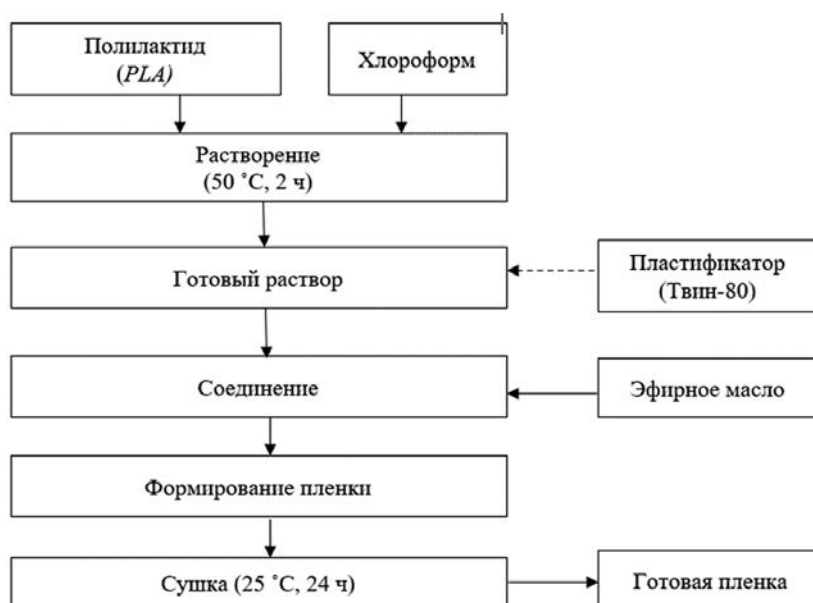 Полилактид
(PLA)
Хлороформ
Растворение
(50 ˚С, 2 ч)
Готовый раствор
Пластификатор
(Твин-80)
Соединение
Эфирное масло
Формирование пленки
Сушка (25 ˚С, 24 ч)
Готовая пленка